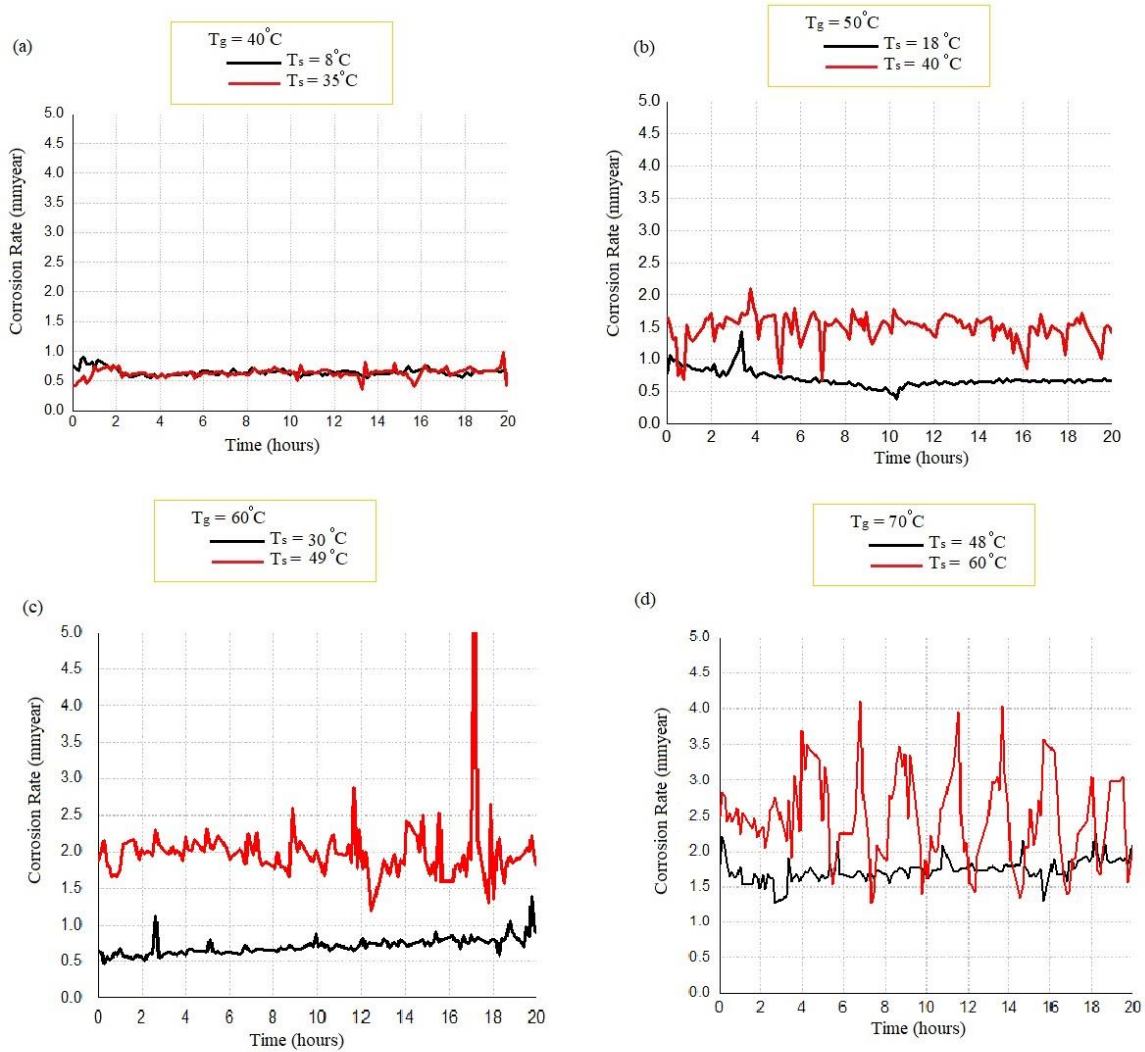 (a)
Tg = 40°C
Ts = 8°C
Ts = 35°C
Corrosion Rate (mmyear)
5.0
4.5
4.0
3.5
3.0
2.5
2.0
1.5
1.0
0.5
0.0
0 2 4 6 8 10 12 14 16 18 20
Time (hours)
(b)
Tg = 50°C
Ts = 18 °C
Ts = 40 °C
Corrosion Rate (mmyear)
5.0
4.5
4.0
3.5
3.0
2.5
2.0
1.5
1.0
0.5
0.0
0 2 4 6 8 10 12 14 16 18 20
Time (hours)
(c)
Tg = 60°C
Ts = 30 °C
Ts = 49°C
Corrosion Rate (mmyear)
5.0
4.5
4.0
3.5
3.0
2.5
2.0
1.5
1.0
0.5
0.0
0 2 4 6 8 10 12 14 16 18 20
Time (hours)
(d)
Tg = 70°C
Ts = 48°C
Ts = 60°C
Corrosion Rate (mmyear)
5.0
4.5
4.0
3.5
3.0
2.5
2.0
1.5
1.0
0.5
0.0
0 2 4 6 8 10 12 14 16 18 20
Time (hours)